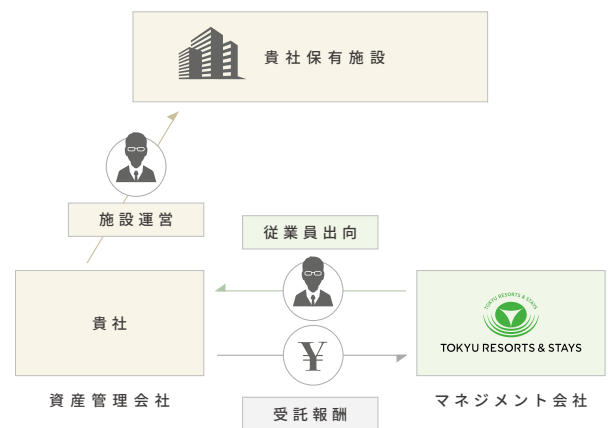 貴社保有施設
施設運営
従業員出向
貴社
TOKYU RESORTS & STAYS
TOKYU RESORTS & STAYS
¥
資産管理会社
マネジメント会社
受託報酬